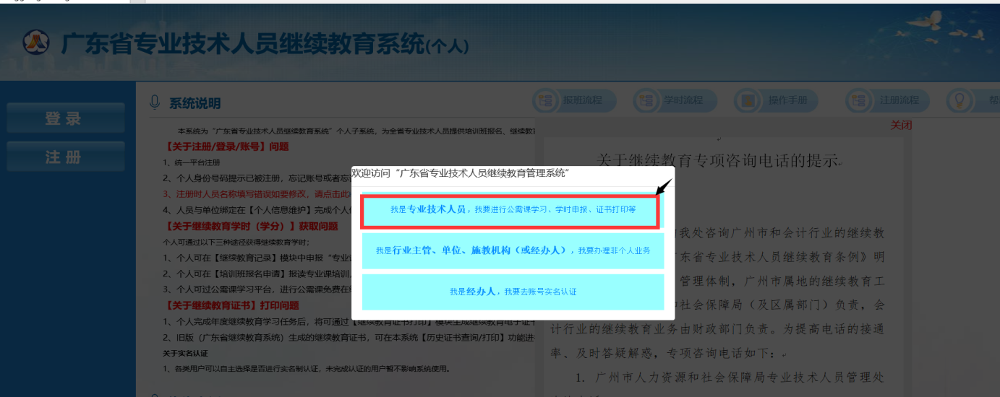 广东省专业技术人员继续教育系统(个人)
登录
注册
系统说明
报班流程
学时流程
操作手册
注册流程
帮
本系统为“广东省专业技术人员继续教育系统”个人子系统，为全省专业技术人员提供培训班报名，继续教
【关于注册/登录/账号】问题
1、统一平台注册
2、个人身份号码提示已被注册，忘记账号或者忘
3、注册时人员名称填写错误如要修改，请点击此
4、人员与单位绑定在【个人信息维护】完成个人
【关于继续教育学时（学分）】获取问题
个人可通过以下三种途径获得继续教育学时；
1、个人可在【继续教育记录】模块中申报“专业
2、个人可在【培训班报名申请】报读专业课培训,
3、个人可过公需课学习平台，进行公需课免费在
【关于继续教育证书】打印问题
1、个人完成年度继续教育学习任务后，将可通过【继续教育证书打印】模块生成继续教育电子证书
2、旧版（广东省继续教育系统）生成的继续教育证书，可在本系统【历史证书查询/打印】功能进
关于实名认证
1、各类用户可以自主选择是否进行实名制认证，未完成认证的用户暂不影响系统使用。
欢迎访问“广东省专业技术人员继续教育管理系统”
我是专业技术人员，我要进行公需课学习、学时申报、证书打印等
我是行业主管、单位、施教机构（或经办人），我要办理非个人业务
我是经办人，我要去账号实名认证
关闭
关于继续教育专项咨询电话的提示
我处咨询广州市和会计行业的继续教
东省专业技术人员继续教育条例》明
管理体制，广州市属地的继续教育工
社会保障局（及区属部门）负责，会
计行业的继续教育业务由财政部门负责。为提高电话的接通
率、及时答疑解惑，专项咨询电话如下：
1. 广州市人力资源和社会保障局专业技术人员管理处